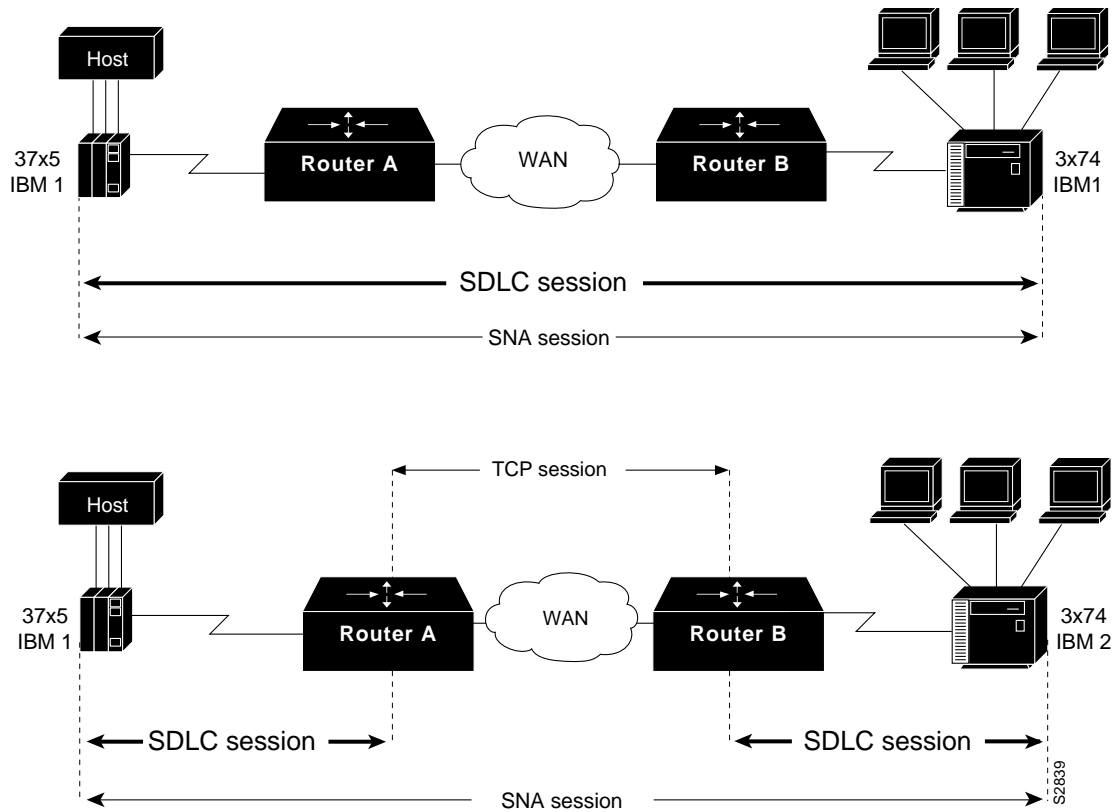 Host
37x5
IBM 1
Router A
WAN
Router B
3x74
IBM1
SDLC session
SNA session
TCP session
Host
37x5
IBM 1
Router A
WAN
Router B
3x74
IBM 2
SDLC session
SDLC session
SNA session
S2839